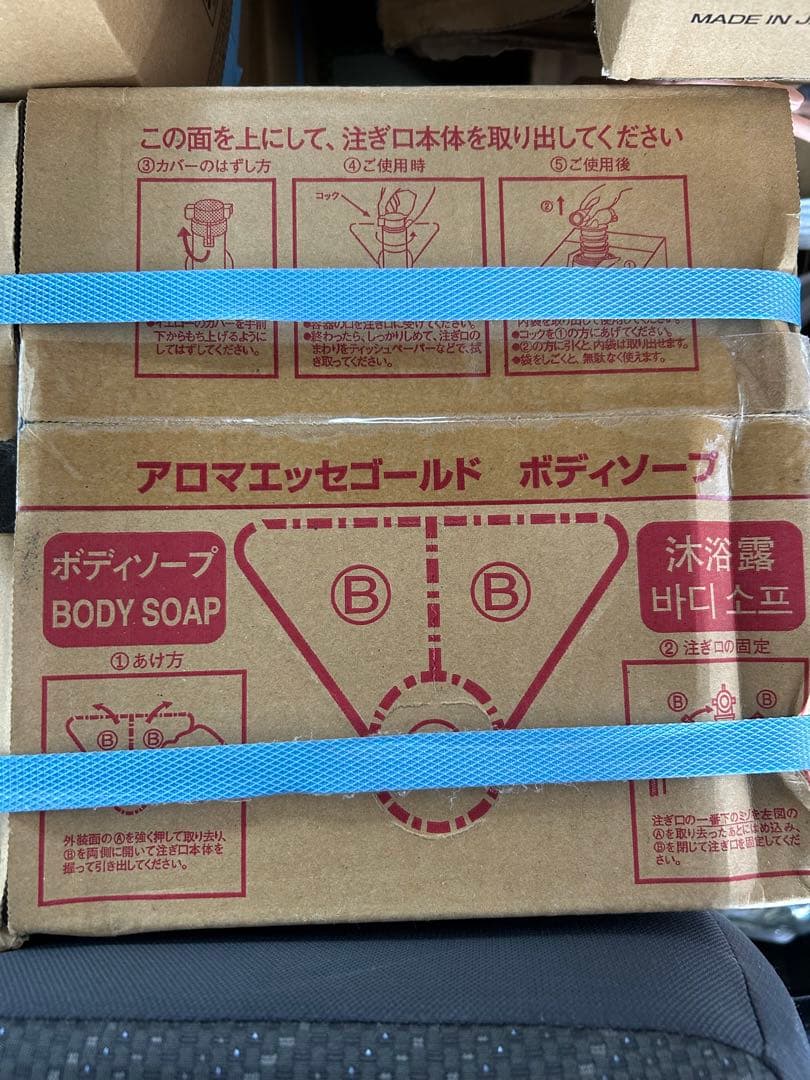 MADE IN J
この面を上にして、注ぎ口本体を取り出してください
③カバーのはずし方
④ご使用時
⑤ご使用後
コック
②
①
●イエローのカバーを手前
下からもち上げるように
してはずしてください。
●容器の口を注ぎ口に受けてください。
●終わったら、しっかりしめて、注ぎ口の
まわりをティッシュペーパーなどで、拭
き取ってください。
●コックを①の方にあげてください。
●②の方に引くと、内袋は取り出せます。
●袋をしごくと、無駄なく使えます。
アロマエッセゴールド ボディソープ
ボディソープ
BODY SOAP
Ⓑ
Ⓑ
沐浴露
바디 소프
①あけ方
Ⓑ
Ⓑ
外装面のⒶを強く押して取り去り、
Ⓑを両側に開いて注ぎ口本体を
握って引き出してください。
② 注ぎ口の固定
Ⓑ
Ⓑ
注ぎ口の一番下のミゾを左図の
Ⓐを取り去ったあとにはめ込み、
Ⓑを閉じて注ぎ口を固定してくだ
さい。